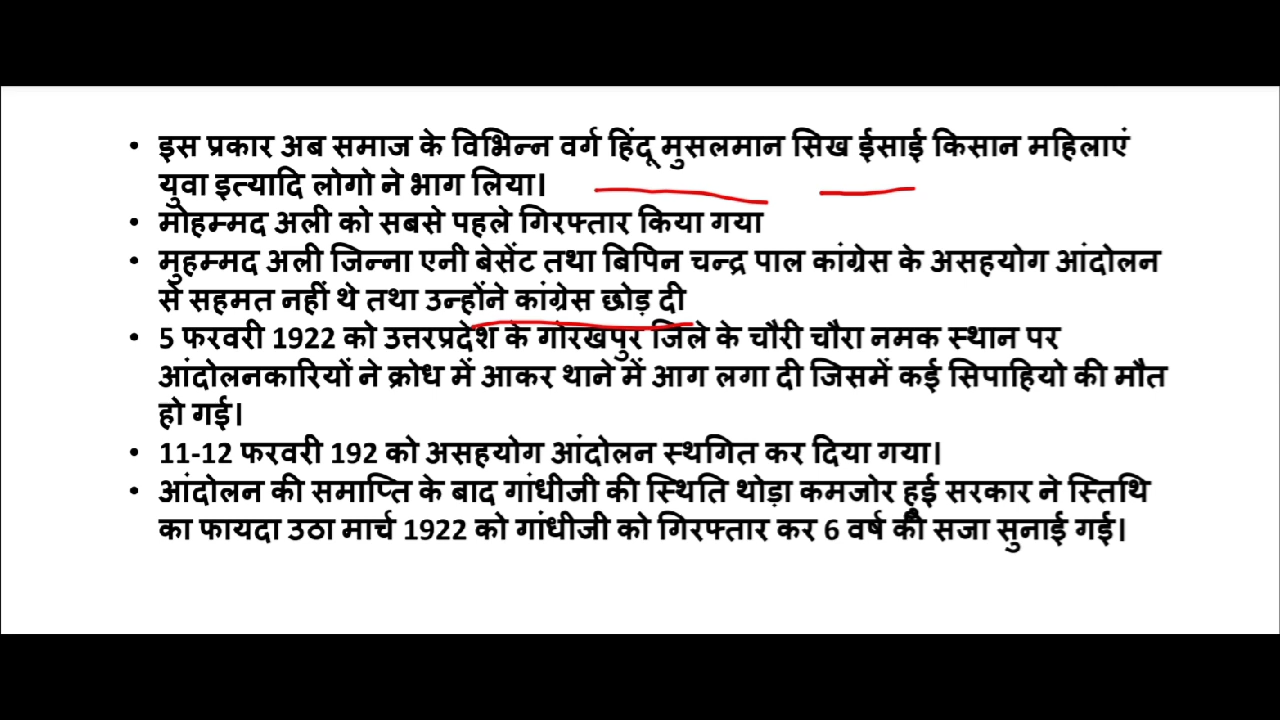 • इस प्रकार अब समाज के विभिन्न वर्ग हिंदू मुसलमान सिख ईसाई किसान महिलाएं
युवा इत्यादि लोगो ने भाग लिया।
• मोहम्मद अली को सबसे पहले गिरफ्तार किया गया
• मुहम्मद अली जिन्ना एनी बेसेंट तथा बिपिन चन्द्र पाल कांग्रेस के असहयोग आंदोलन
से सहमत नहीं थे तथा उन्होंने कांग्रेस छोड़ दी
• 5 फरवरी 1922 को उत्तरप्रदेश के गोरखपुर जिले के चौरी चौरा नमक स्थान पर
आंदोलनकारियों ने क्रोध में आकर थाने में आग लगा दी जिसमें कई सिपाहियो की मौत
हो गई।
• 11-12 फरवरी 192 को असहयोग आंदोलन स्थगित कर दिया गया।
• आंदोलन की समाप्ति के बाद गांधीजी की स्थिति थोड़ा कमजोर हुई सरकार ने स्तिथि
का फायदा उठा मार्च 1922 को गांधीजी को गिरफ्तार कर 6 वर्ष की सजा सुनाई गई।